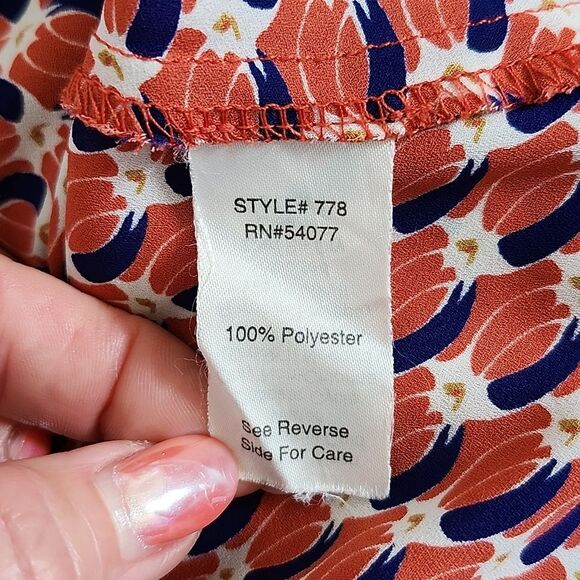 STYLE# 778
RN#54077
100% Polyester
See Reverse
Side For Care